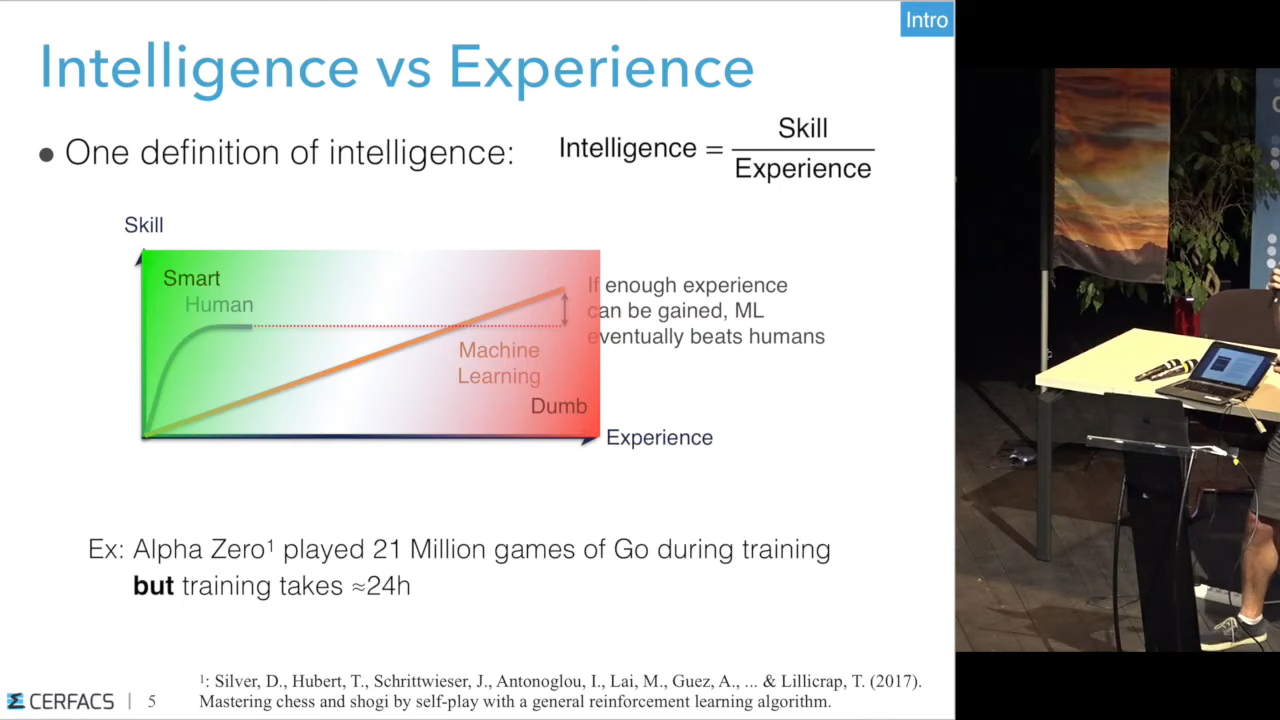 Intro
Intelligence vs Experience
• One definition of intelligence:
Intelligence = Skill / Experience
Skill
Smart
Human
If enough experience
can be gained, ML
eventually beats humans
Machine
Learning
Dumb
Experience
Ex: Alpha Zero¹ played 21 Million games of Go during training
but training takes ≈24h
¹: Silver, D., Hubert, T., Schrittwieser, J., Antonoglou, I., Lai, M., Guez, A., ... & Lillicrap, T. (2017).
Mastering chess and shogi by self-play with a general reinforcement learning algorithm.
CERFACS | 5